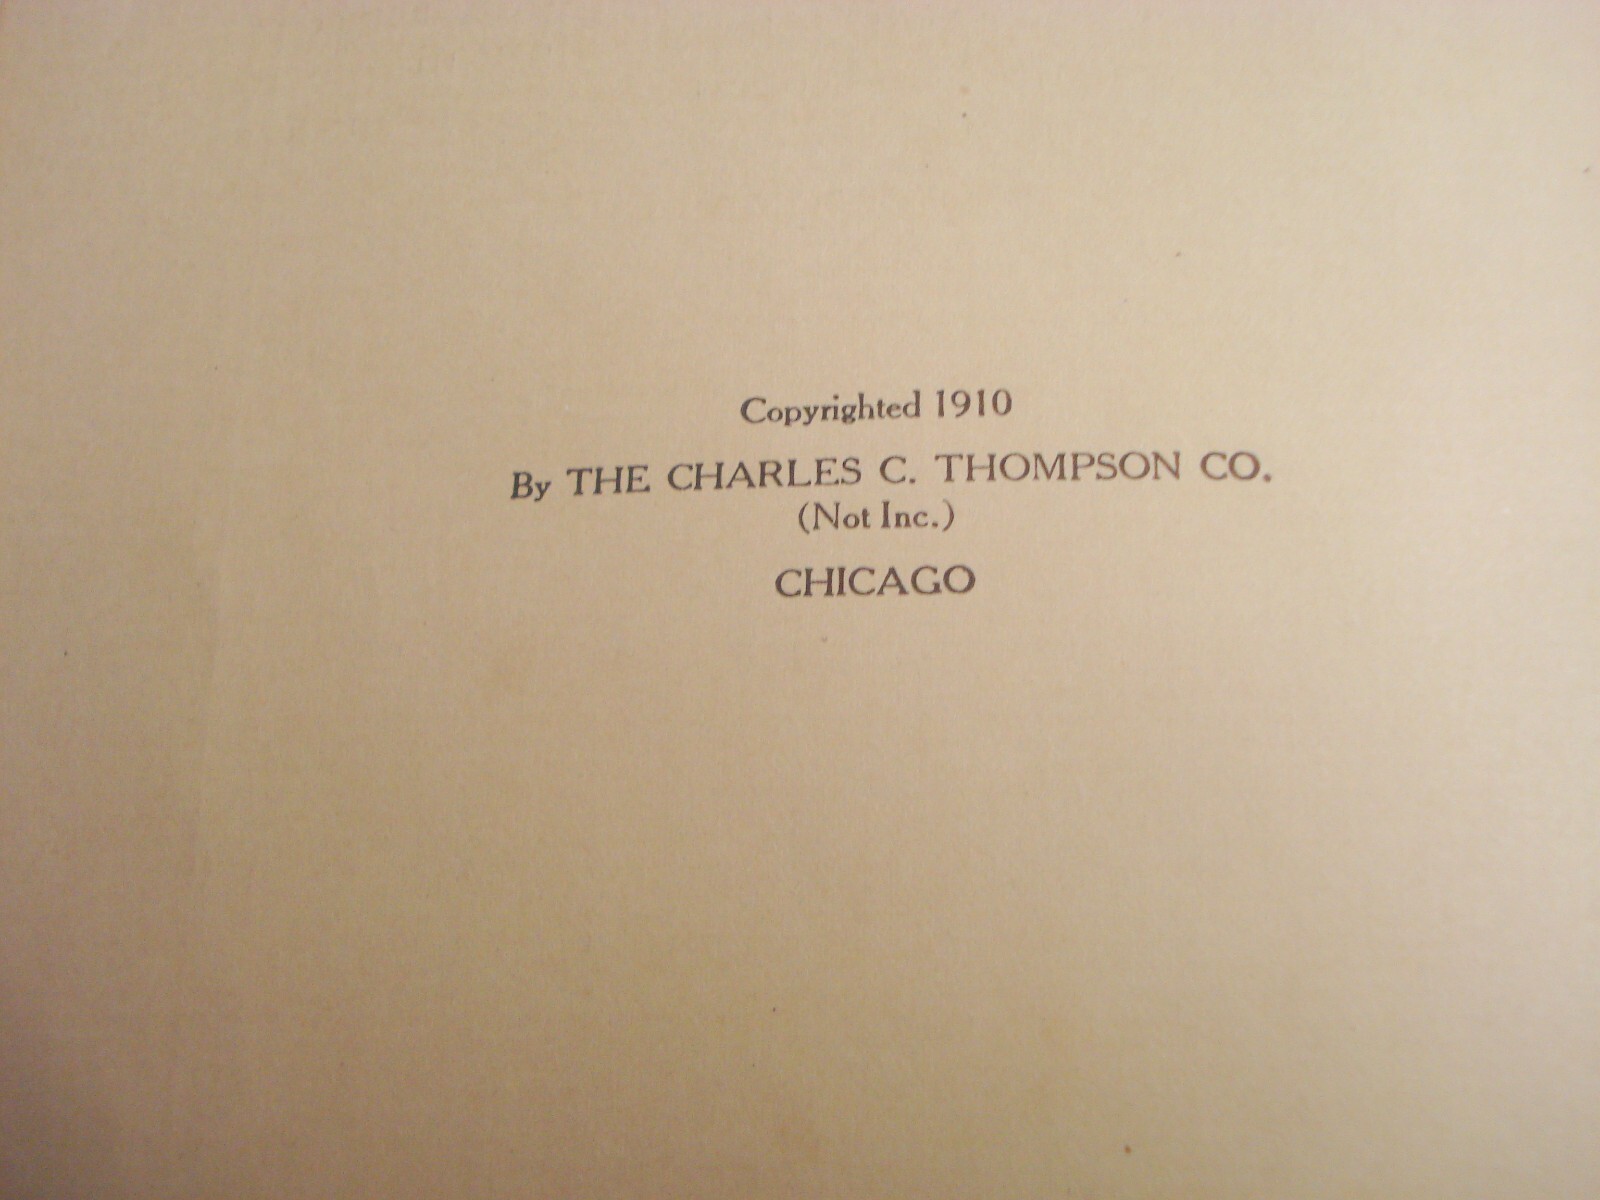 Copyrighted 1910
By THE CHARLES C. THOMPSON CO.
(Not Inc.)
CHICAGO